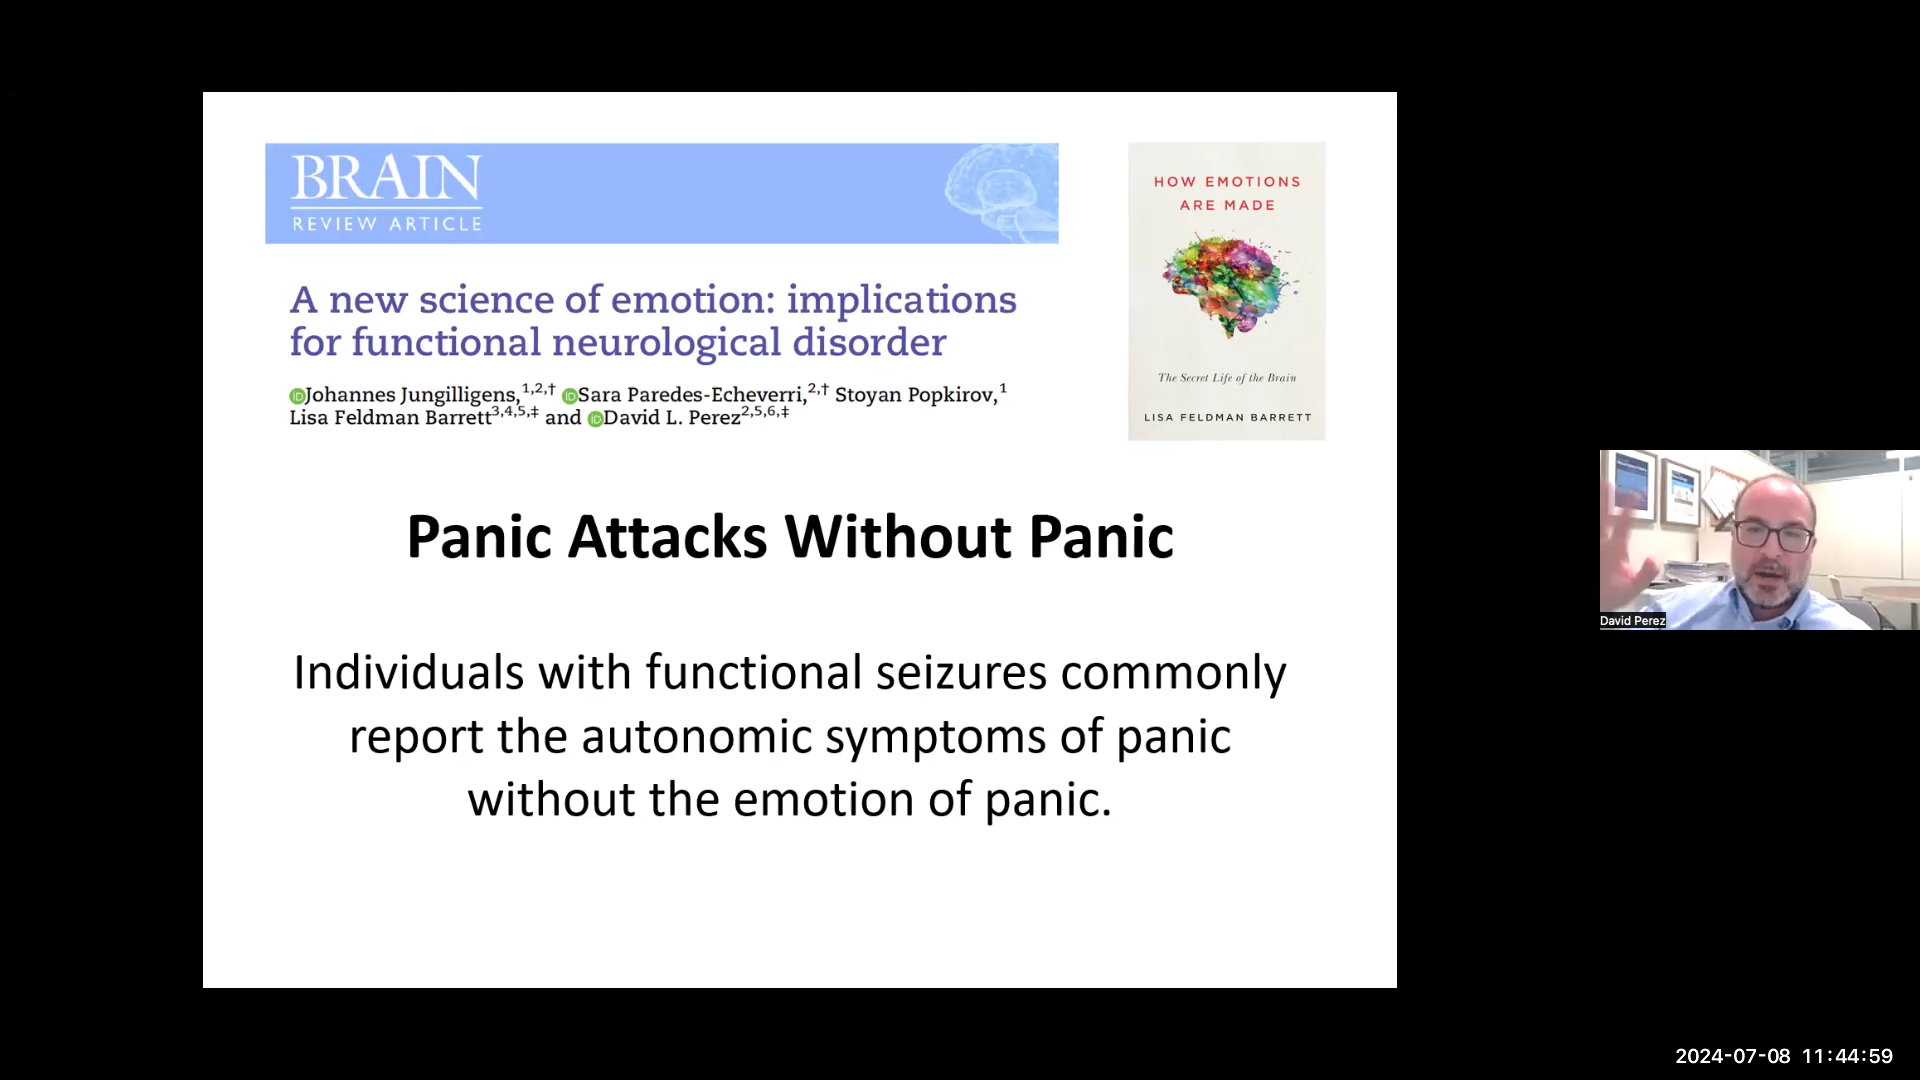 BRAIN
REVIEW ARTICLE
A new science of emotion: implications
for functional neurological disorder
Johannes Jungilligens,1,2,† Sara Paredes-Echeverri,2,† Stoyan Popkirov,1
Lisa Feldman Barrett3,4,5,‡ and David L. Perez2,5,6,‡
HOW EMOTIONS
ARE MADE
The Secret Life of the Brain
LISA FELDMAN BARRETT
Panic Attacks Without Panic
Individuals with functional seizures commonly
report the autonomic symptoms of panic
without the emotion of panic.
David Perez
2024-07-08 11:44:59